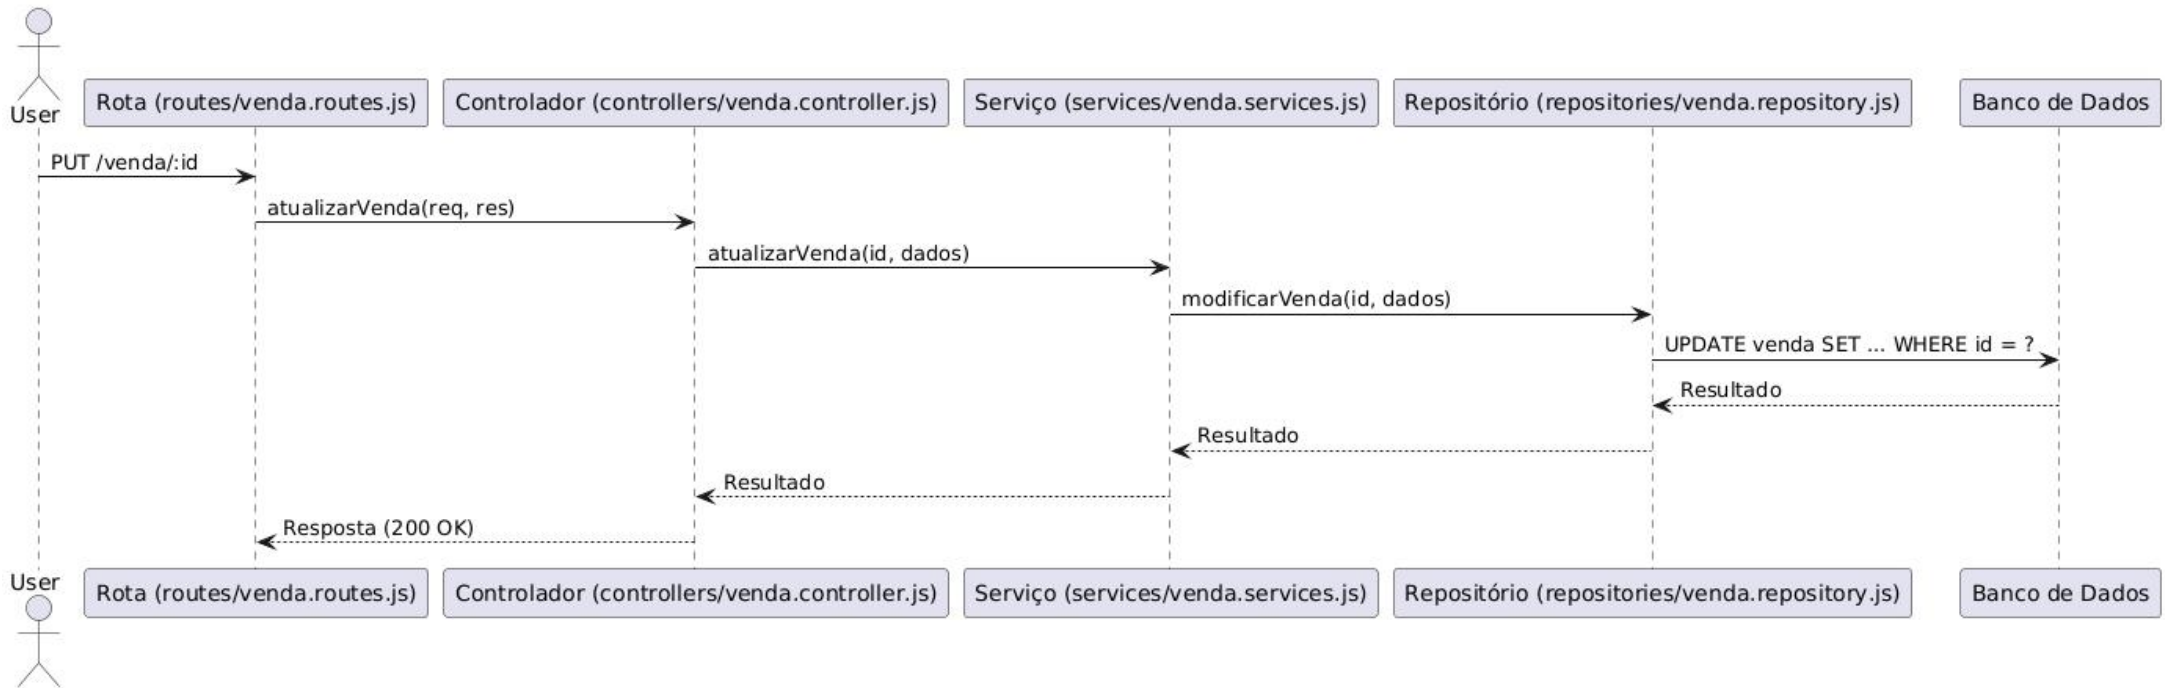 User
Rota (routes/venda.routes.js)
Controlador (controllers/venda.controller.js)
Serviço (services/venda.services.js)
Repositório (repositories/venda.repository.js)
Banco de Dados
PUT /venda/:id
atualizarVenda(req, res)
atualizarVenda(id, dados)
modificarVenda(id, dados)
UPDATE venda SET ... WHERE id = ?
Resultado
Resultado
Resultado
Resposta (200 OK)
User
Rota (routes/venda.routes.js)
Controlador (controllers/venda.controller.js)
Serviço (services/venda.services.js)
Repositório (repositories/venda.repository.js)
Banco de Dados